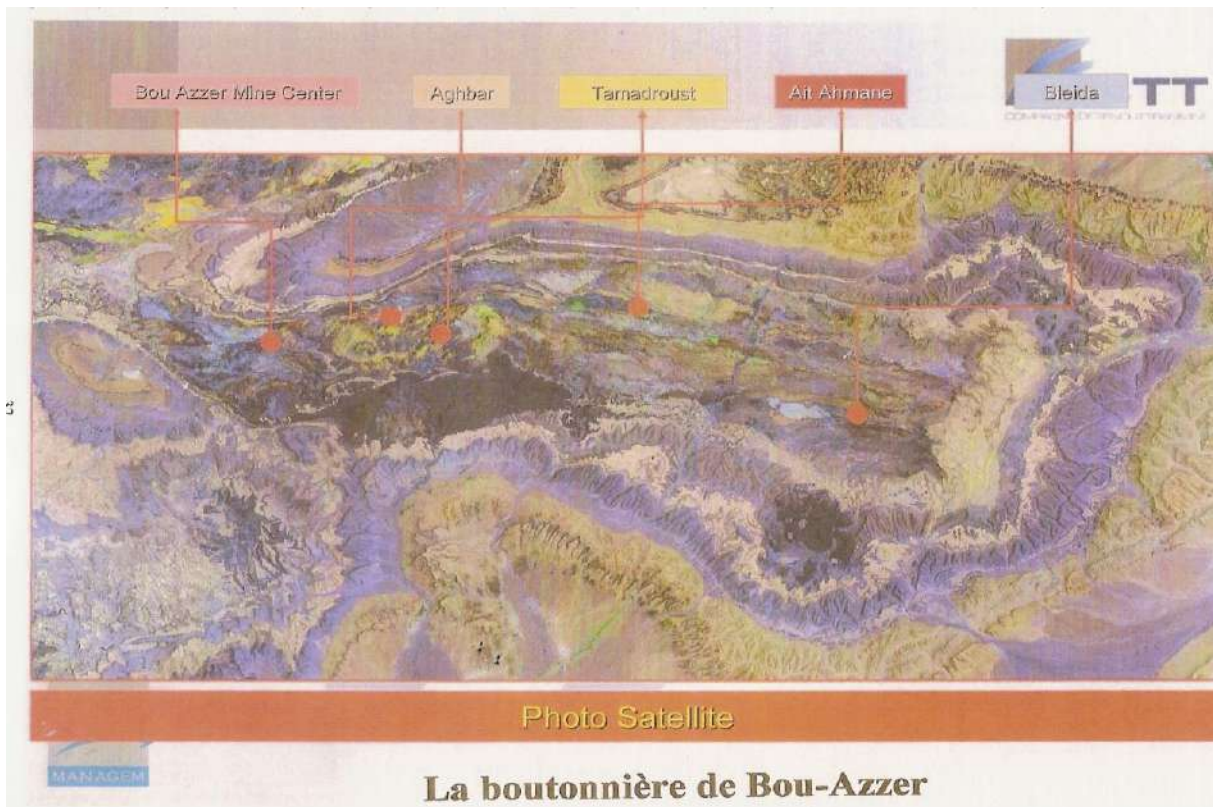 Bou Azzer Mine Center
Aghbar
Tamadroust
Ait Ahmane
Bleida
TT
Photo Satellite
MANAGEM
La boutonnière de Bou-Azzer